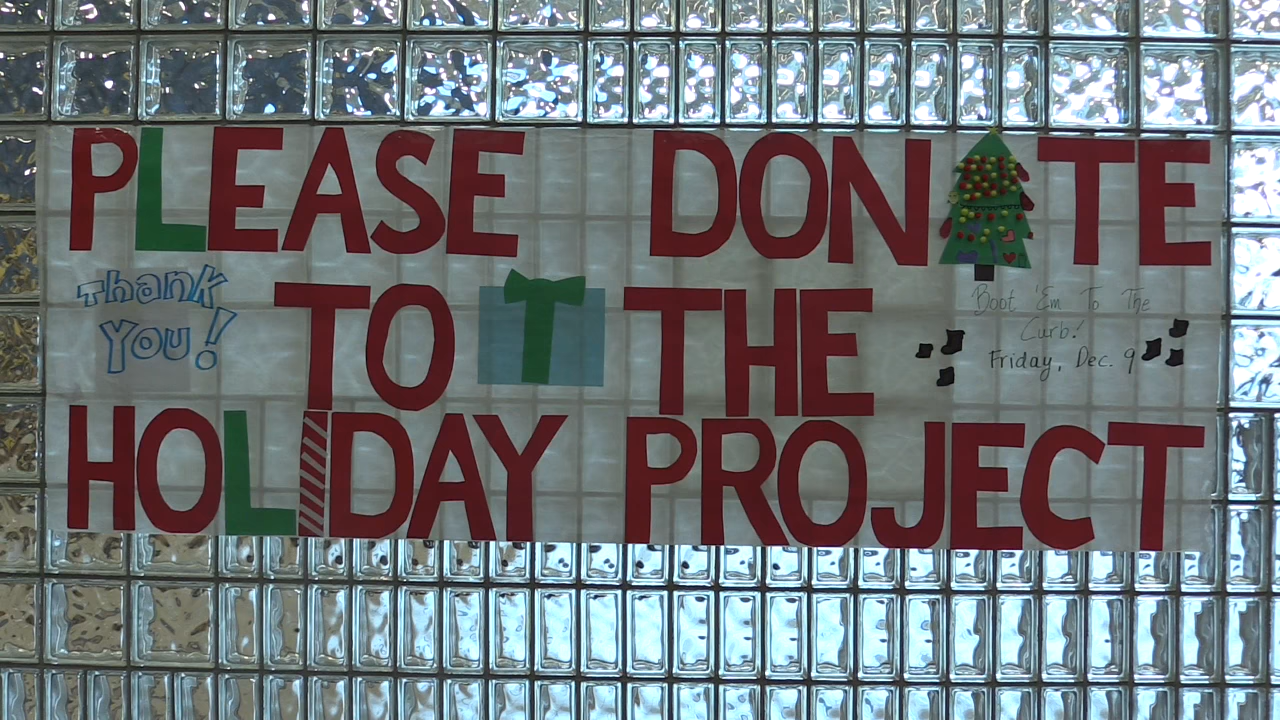 PLEASE DONATE
Thank
YOU!
TO THE
Boot 'Em To The
Curb!
Friday, Dec. 9
HOLIDAY PROJECT